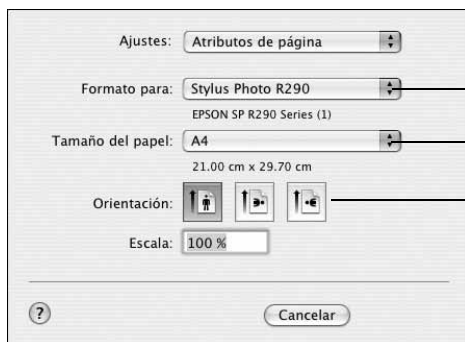 Ajustes: Atributos de página
Formato para: Stylus Photo R290
EPSON SP R290 Series (1)
Tamaño del papel: A4
21.00 cm x 29.70 cm
Orientación:
Escala: 100 %
? Cancelar